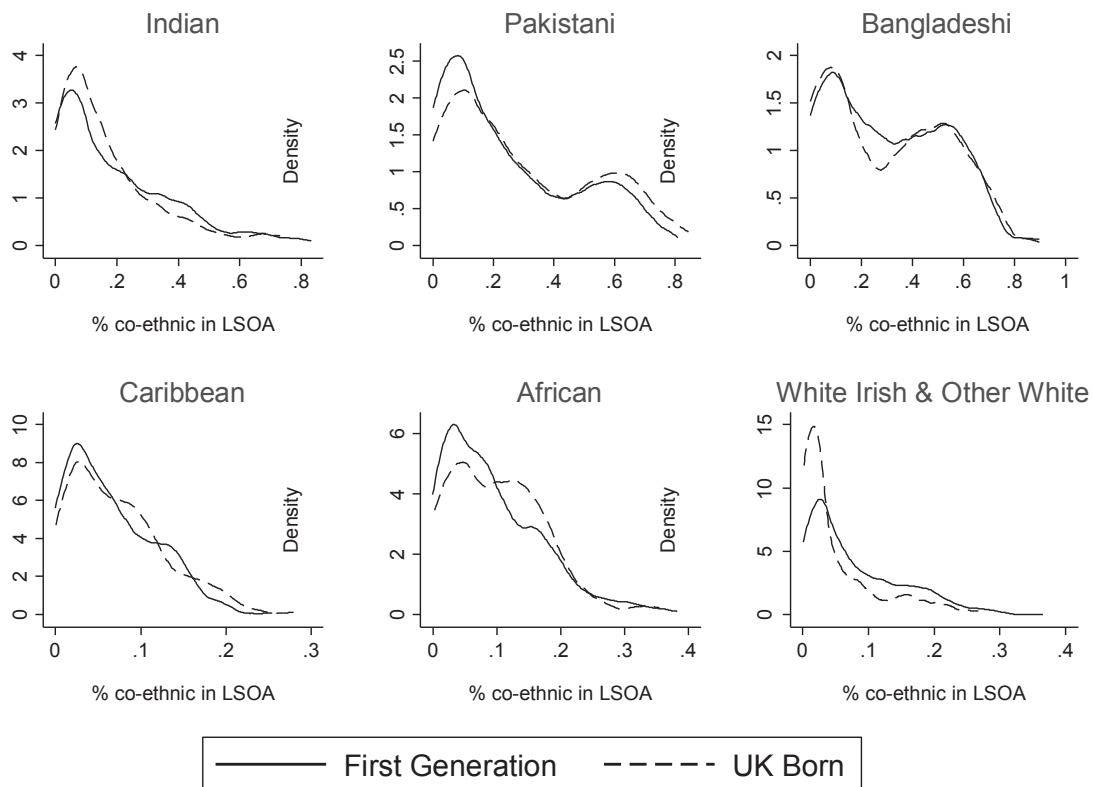 Indian
Pakistani
Bangladeshi
0 1 2 3 4
0 .5 1 1.5 2 2.5
Density
0 .5 1 1.5 2
Density
0 .2 .4 .6 .8
0 .2 .4 .6 .8
0 .2 .4 .6 .8 1
% co-ethnic in LSOA
% co-ethnic in LSOA
% co-ethnic in LSOA
Caribbean
African
White Irish & Other White
0 2 4 6 8 10
0 2 4 6
Density
0 5 10 15
Density
0 .1 .2 .3
0 .1 .2 .3 .4
0 .1 .2 .3 .4
% co-ethnic in LSOA
% co-ethnic in LSOA
% co-ethnic in LSOA
First Generation
UK Born